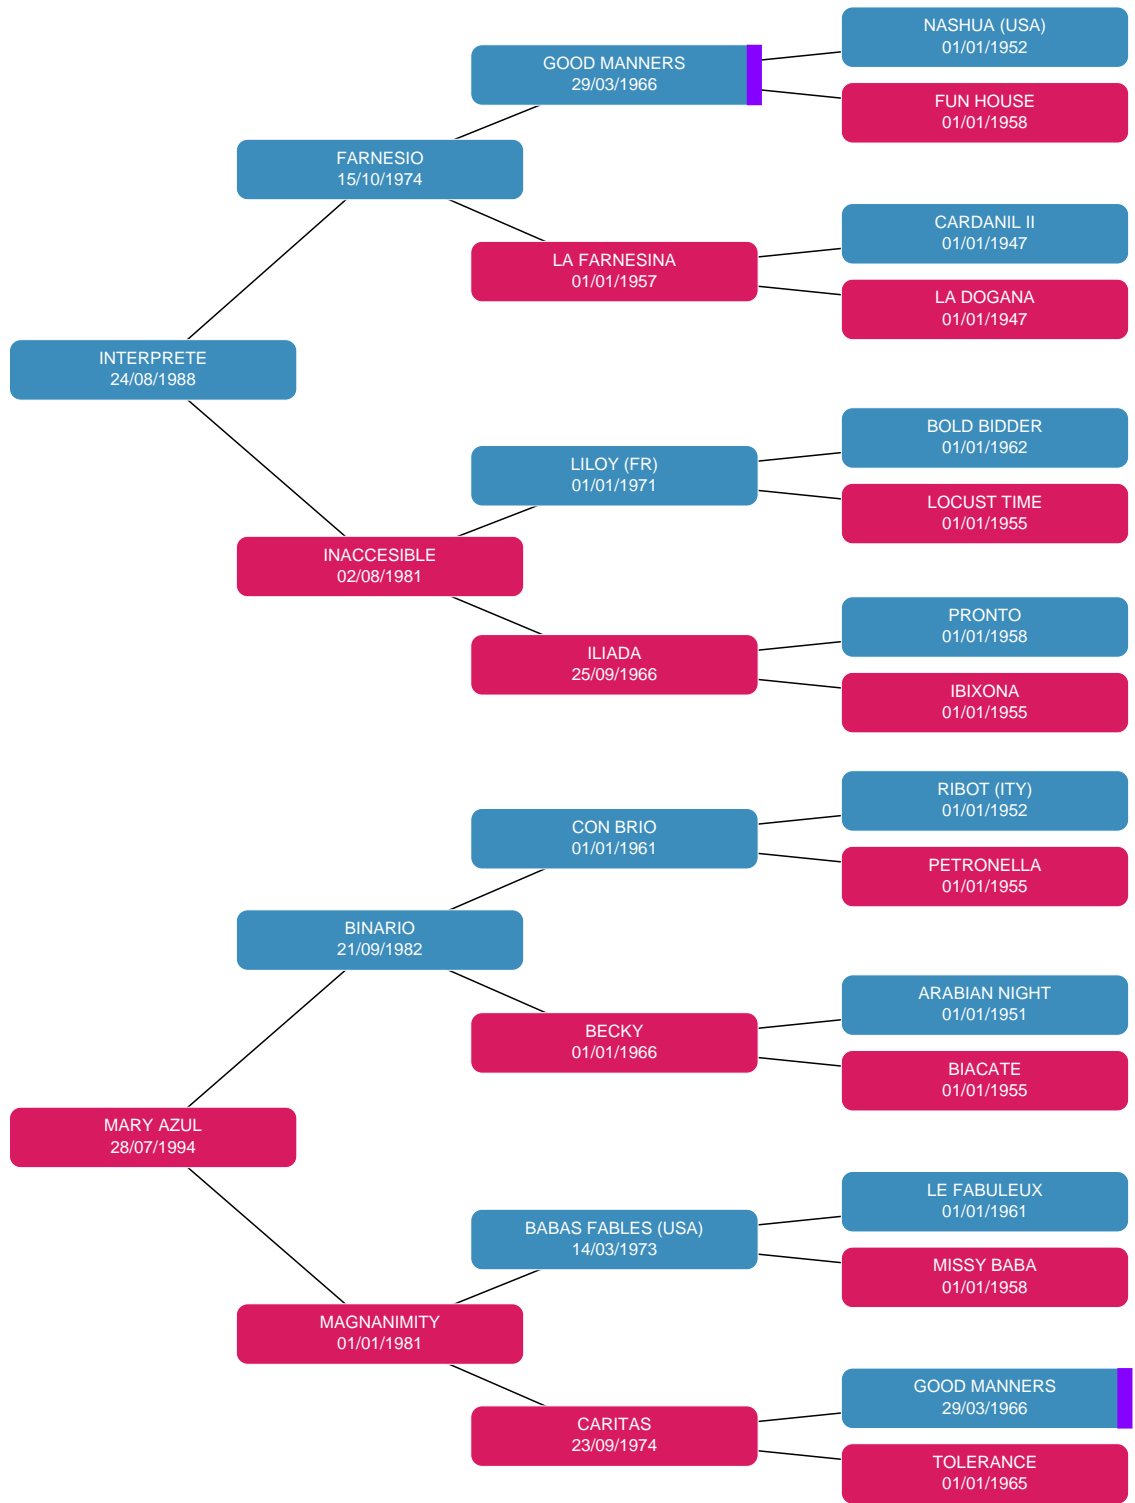 NASHUA (USA)
01/01/1952
GOOD MANNERS
29/03/1966
FUN HOUSE
01/01/1958
FARNESIO
15/10/1974
CARDANIL II
01/01/1947
LA FARNESINA
01/01/1957
LA DOGANA
01/01/1947
INTERPRETE
24/08/1988
BOLD BIDDER
01/01/1962
LILOY (FR)
01/01/1971
LOCUST TIME
01/01/1955
INACCESIBLE
02/08/1981
PRONTO
01/01/1958
ILIADA
25/09/1966
IBIXONA
01/01/1955
RIBOT (ITY)
01/01/1952
CON BRIO
01/01/1961
PETRONELLA
01/01/1955
BINARIO
21/09/1982
ARABIAN NIGHT
01/01/1951
BECKY
01/01/1966
BIACATE
01/01/1955
MARY AZUL
28/07/1994
LE FABULEUX
01/01/1961
BABAS FABLES (USA)
14/03/1973
MISSY BABA
01/01/1958
MAGNANIMITY
01/01/1981
GOOD MANNERS
29/03/1966
CARITAS
23/09/1974
TOLERANCE
01/01/1965